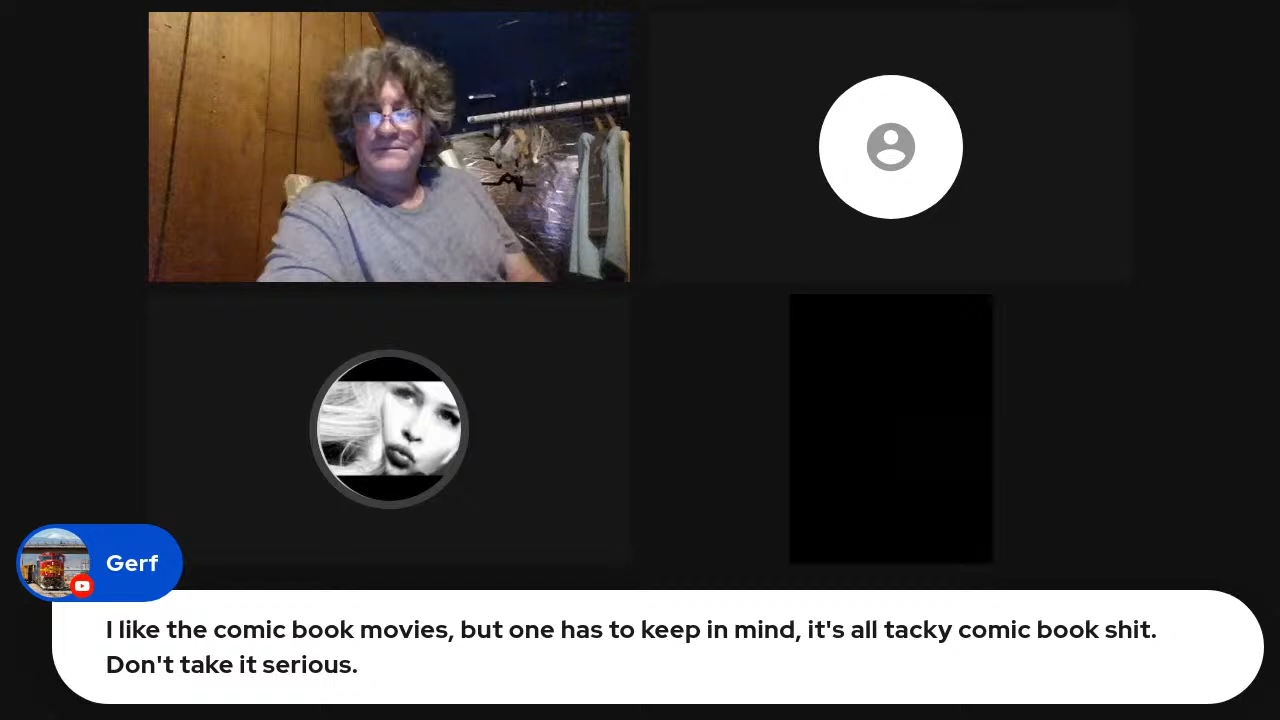 Gerf
I like the comic book movies, but one has to keep in mind, it's all tacky comic book shit.
Don't take it serious.